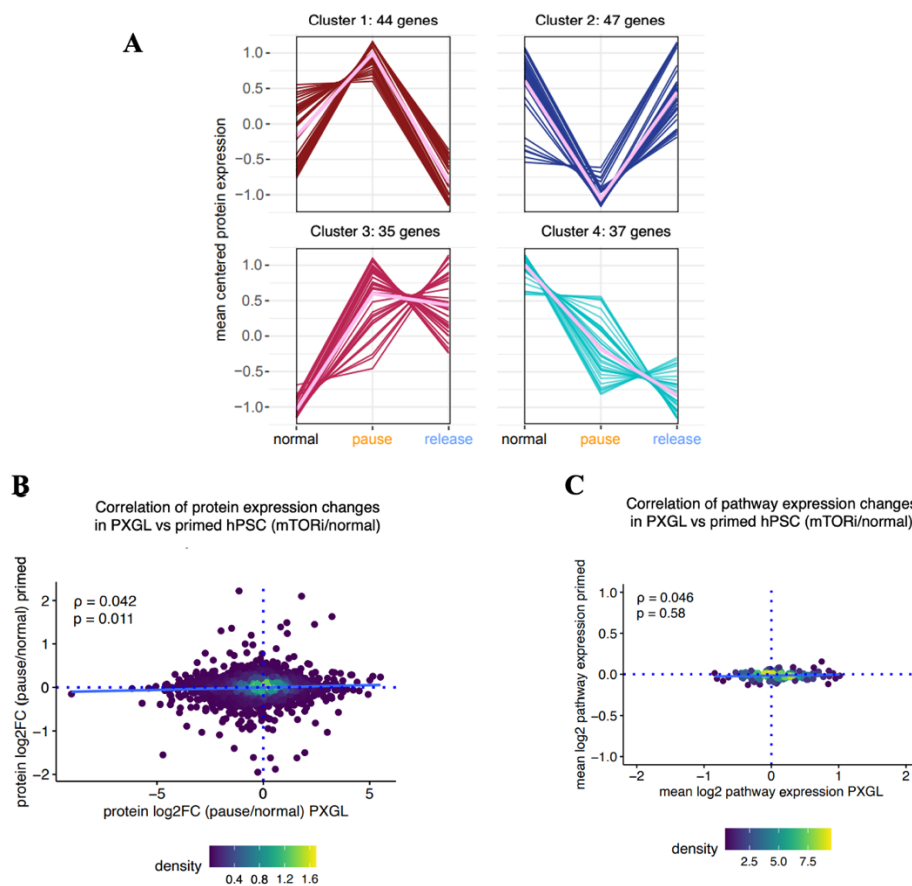 A
Cluster 1: 44 genes
Cluster 2: 47 genes
mean centered protein expression
1.0
0.5
0.0
−0.5
−1.0
Cluster 3: 35 genes
Cluster 4: 37 genes
1.0
0.5
0.0
−0.5
−1.0
normal
pause
release
normal
pause
release
B
Correlation of protein expression changes
in PXGL vs primed hPSC (mTORi/normal)
protein log2FC (pause/normal) primed
ρ = 0.042
p = 0.011
2
1
0
−1
−2
−5
0
5
protein log2FC (pause/normal) PXGL
density
0.4 0.8 1.2 1.6
C
Correlation of pathway expression changes
in PXGL vs primed hPSC (mTORi/normal)
mean log2 pathway expression primed
ρ = 0.046
p = 0.58
1.0
0.5
0.0
−0.5
−1.0
−2
−1
0
1
2
mean log2 pathway expression PXGL
density
2.5 7.5